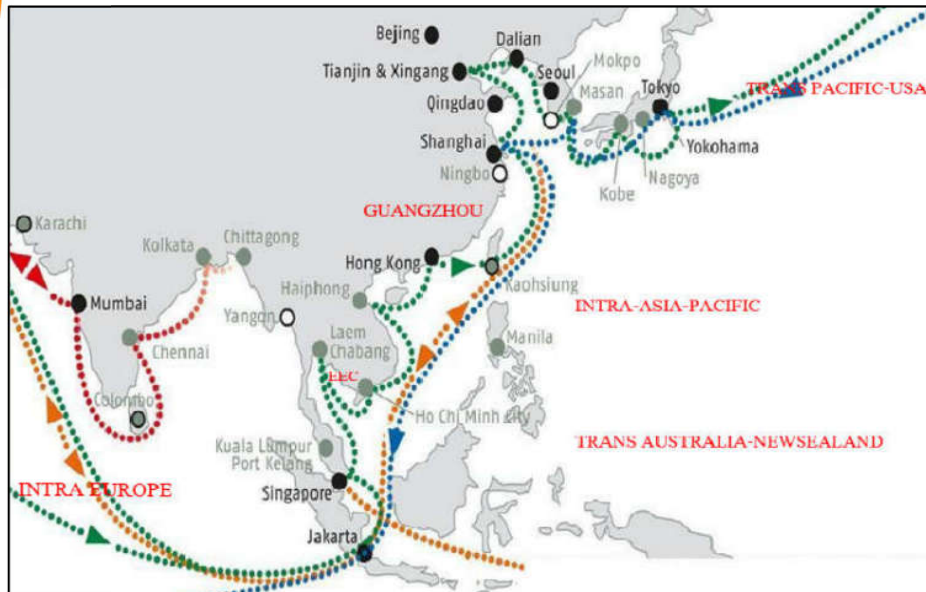 Beijing
Dalian
Tianjin & Xingang
Mokpo
Seoul
Masan
Tokyo
TRANS PACIFIC-USA
Qingdao
Shanghai
Yokohama
Ningbo
Nagoya
Kobe
GUANGZHOU
Karachi
Kolkata
Chittagong
Hong Kong
Kaohsiung
Haiphong
INTRA-ASIA-PACIFIC
Mumbai
Yangon
Chennai
Laem
Chabang
Manila
EEC
Colombo
Ho Chi Minh City
Kuala Lumpur
Port Kelang
TRANS AUSTRALIA-NEWSEALAND
INTRA EUROPE
Singapore
Jakarta